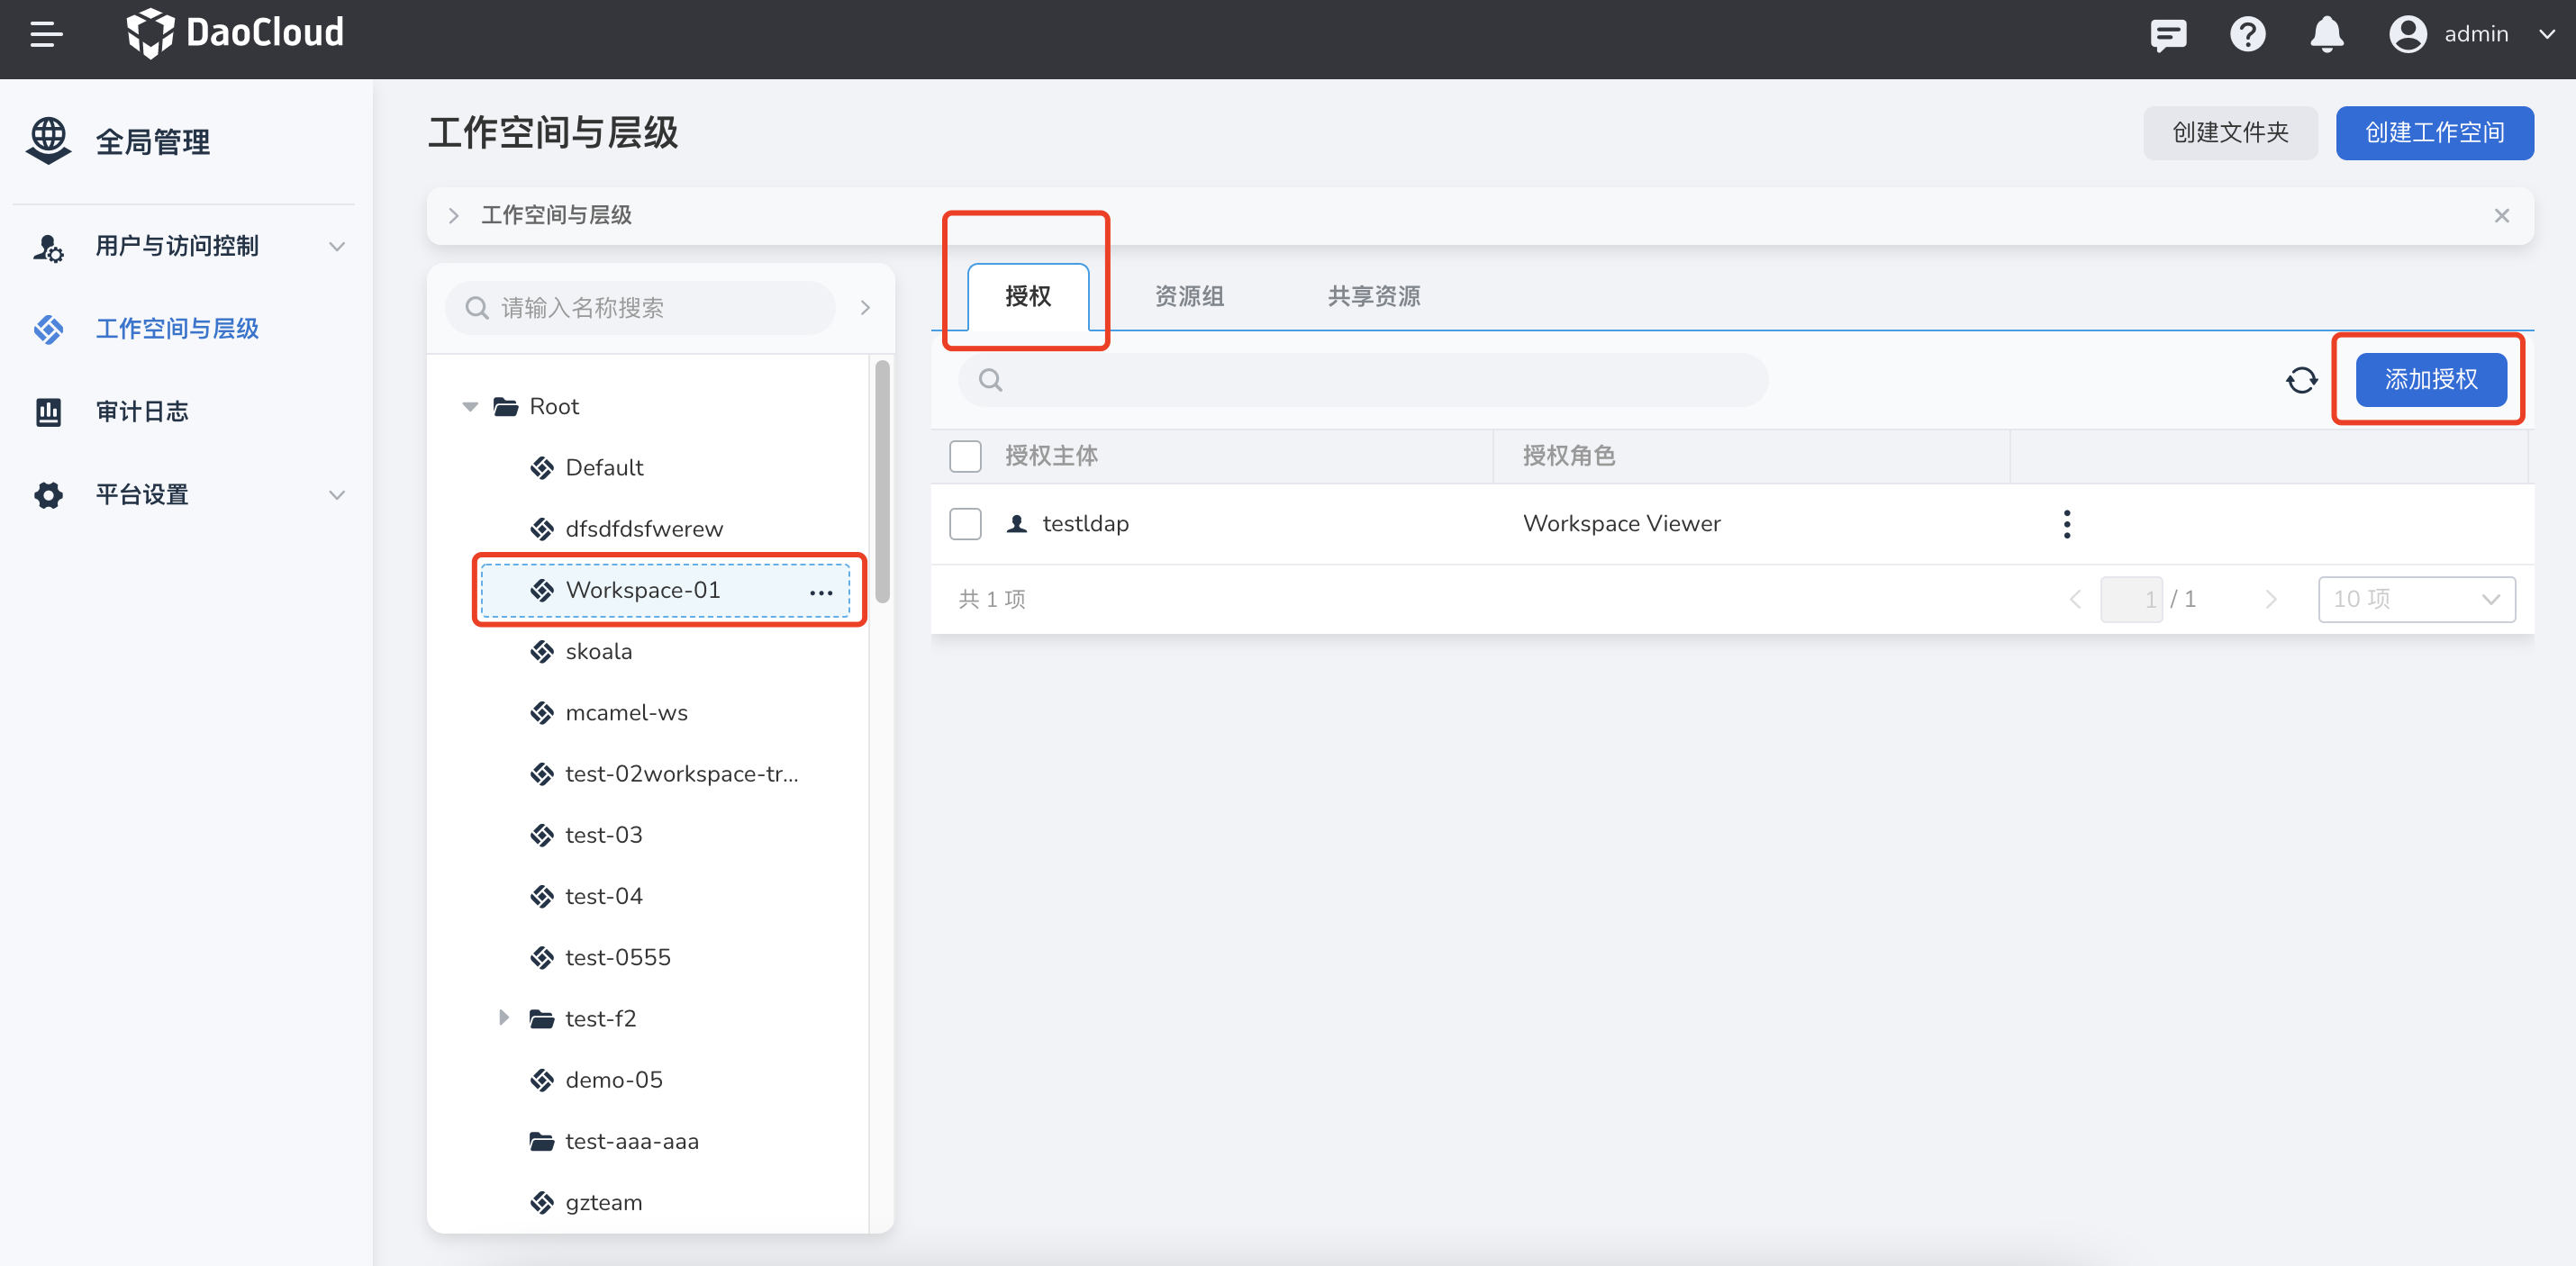 DaoCloud
admin
全局管理
用户与访问控制
工作空间与层级
审计日志
平台设置
工作空间与层级
创建文件夹
创建工作空间
工作空间与层级
请输入名称搜索
Root
Default
dfsdfdsfwerew
Workspace-01
skoala
mcamel-ws
test-02workspace-tr...
test-03
test-04
test-0555
test-f2
demo-05
test-aaa-aaa
gzteam
授权
资源组
共享资源
添加授权
授权主体
授权角色
testldap
Workspace Viewer
共 1 项
1 / 1
10 项